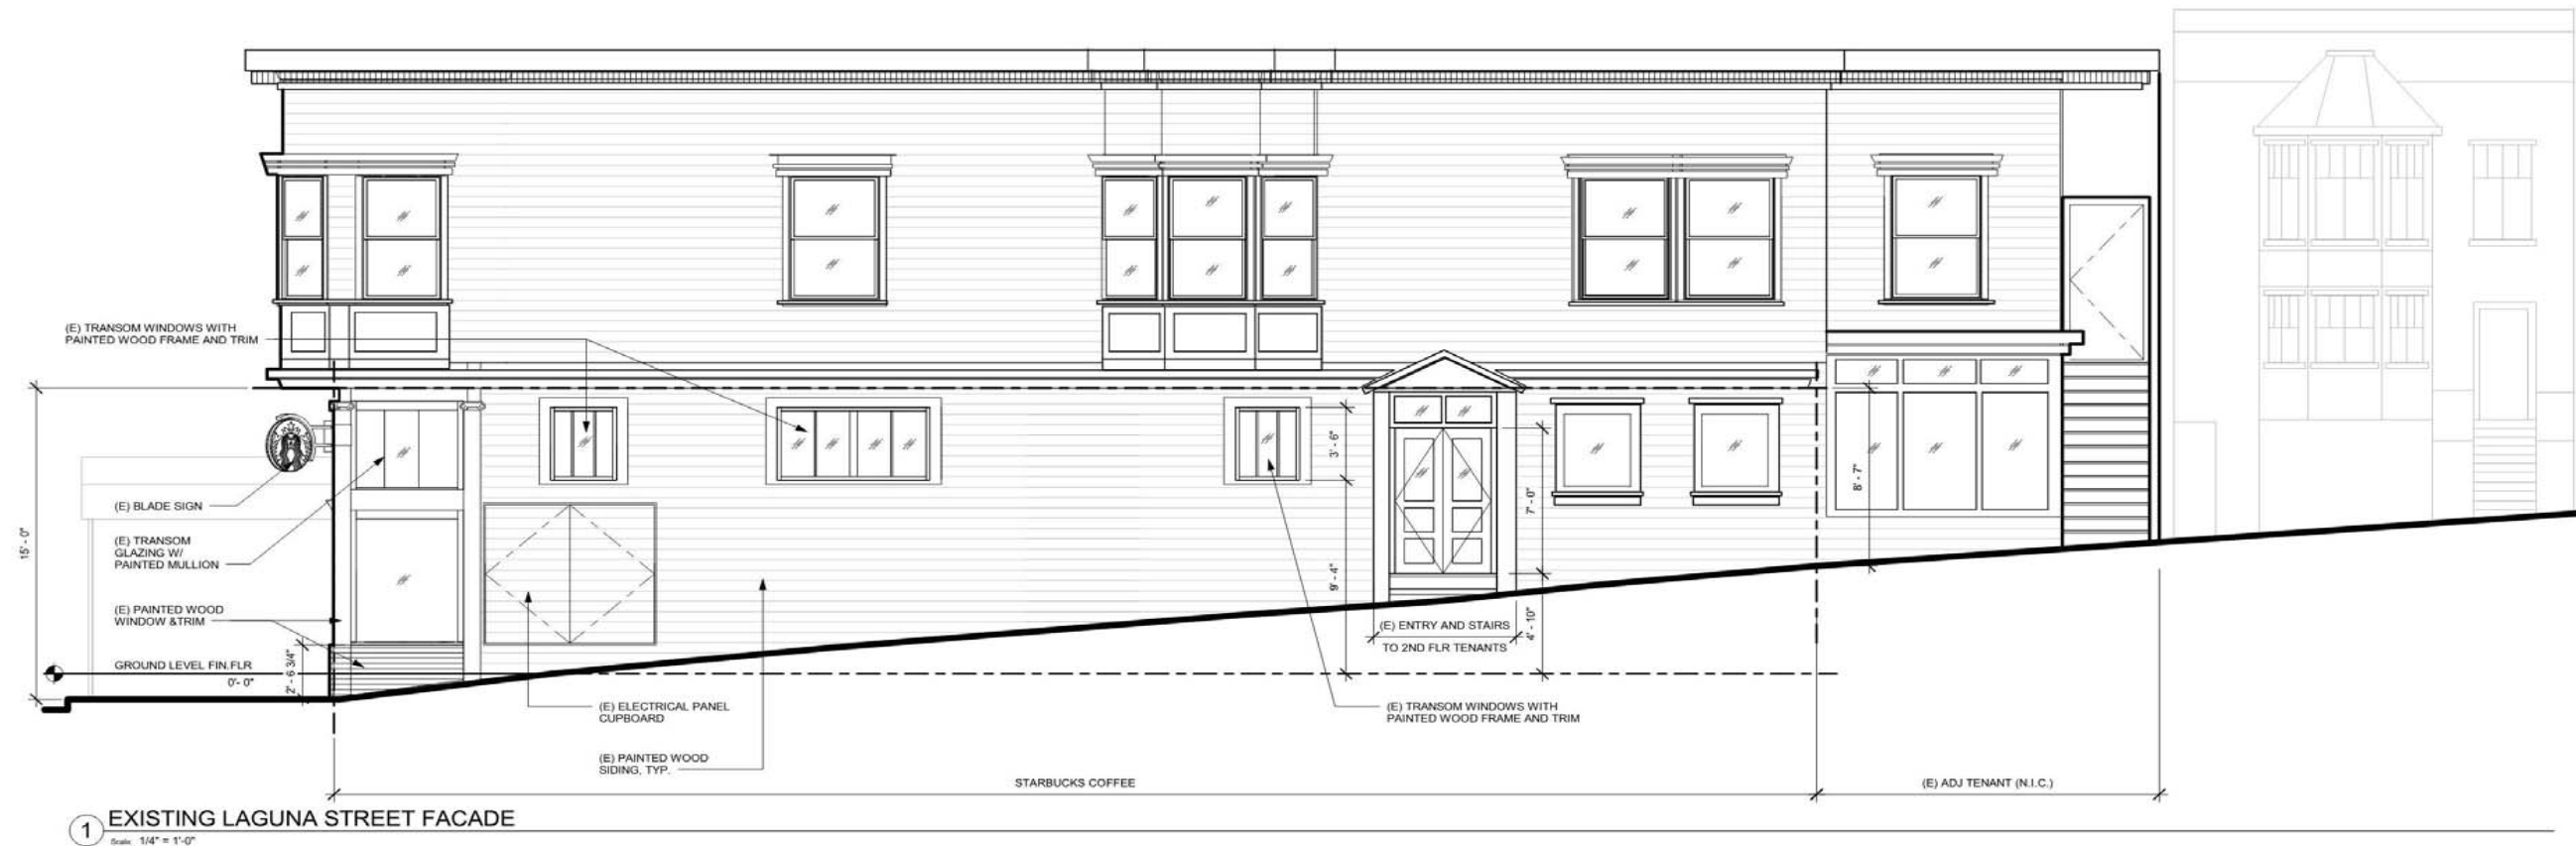 (E) TRANSOM WINDOWS WITH
PAINTED WOOD FRAME AND TRIM
(E) BLADE SIGN
(E) TRANSOM
GLAZING W/
PAINTED MULLION
(E) PAINTED WOOD
WINDOW &TRIM
GROUND LEVEL FIN.FLR
0'- 0"
15' - 0"
2' - 6 3/4"
3' - 6"
9' - 4"
7' - 0"
4' - 10"
8' - 7"
(E) ENTRY AND STAIRS
TO 2ND FLR TENANTS
(E) ELECTRICAL PANEL
CUPBOARD
(E) TRANSOM WINDOWS WITH
PAINTED WOOD FRAME AND TRIM
(E) PAINTED WOOD
SIDING, TYP.
STARBUCKS COFFEE
(E) ADJ TENANT (N.I.C.)
1 EXISTING LAGUNA STREET FACADE
Scale: 1/4" = 1'-0"